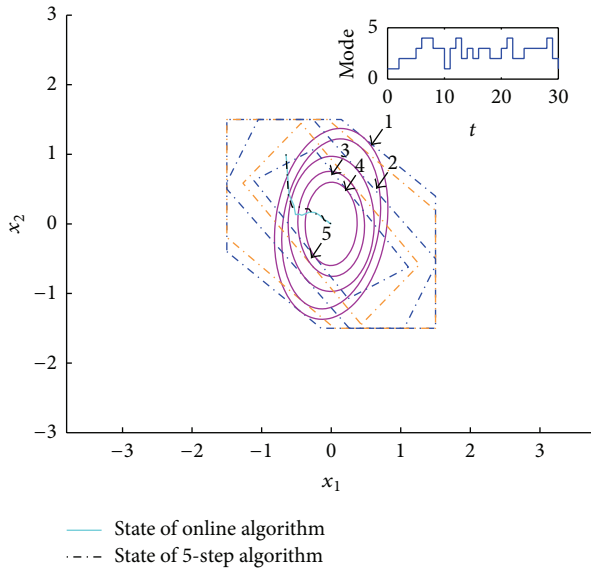 3
2
1
0
−1
−2
−3
x2
−3 −2 −1 0 1 2 3
x1
5
0
Mode
0 10 20 30
t
1
2
3
4
5
State of online algorithm
State of 5-step algorithm